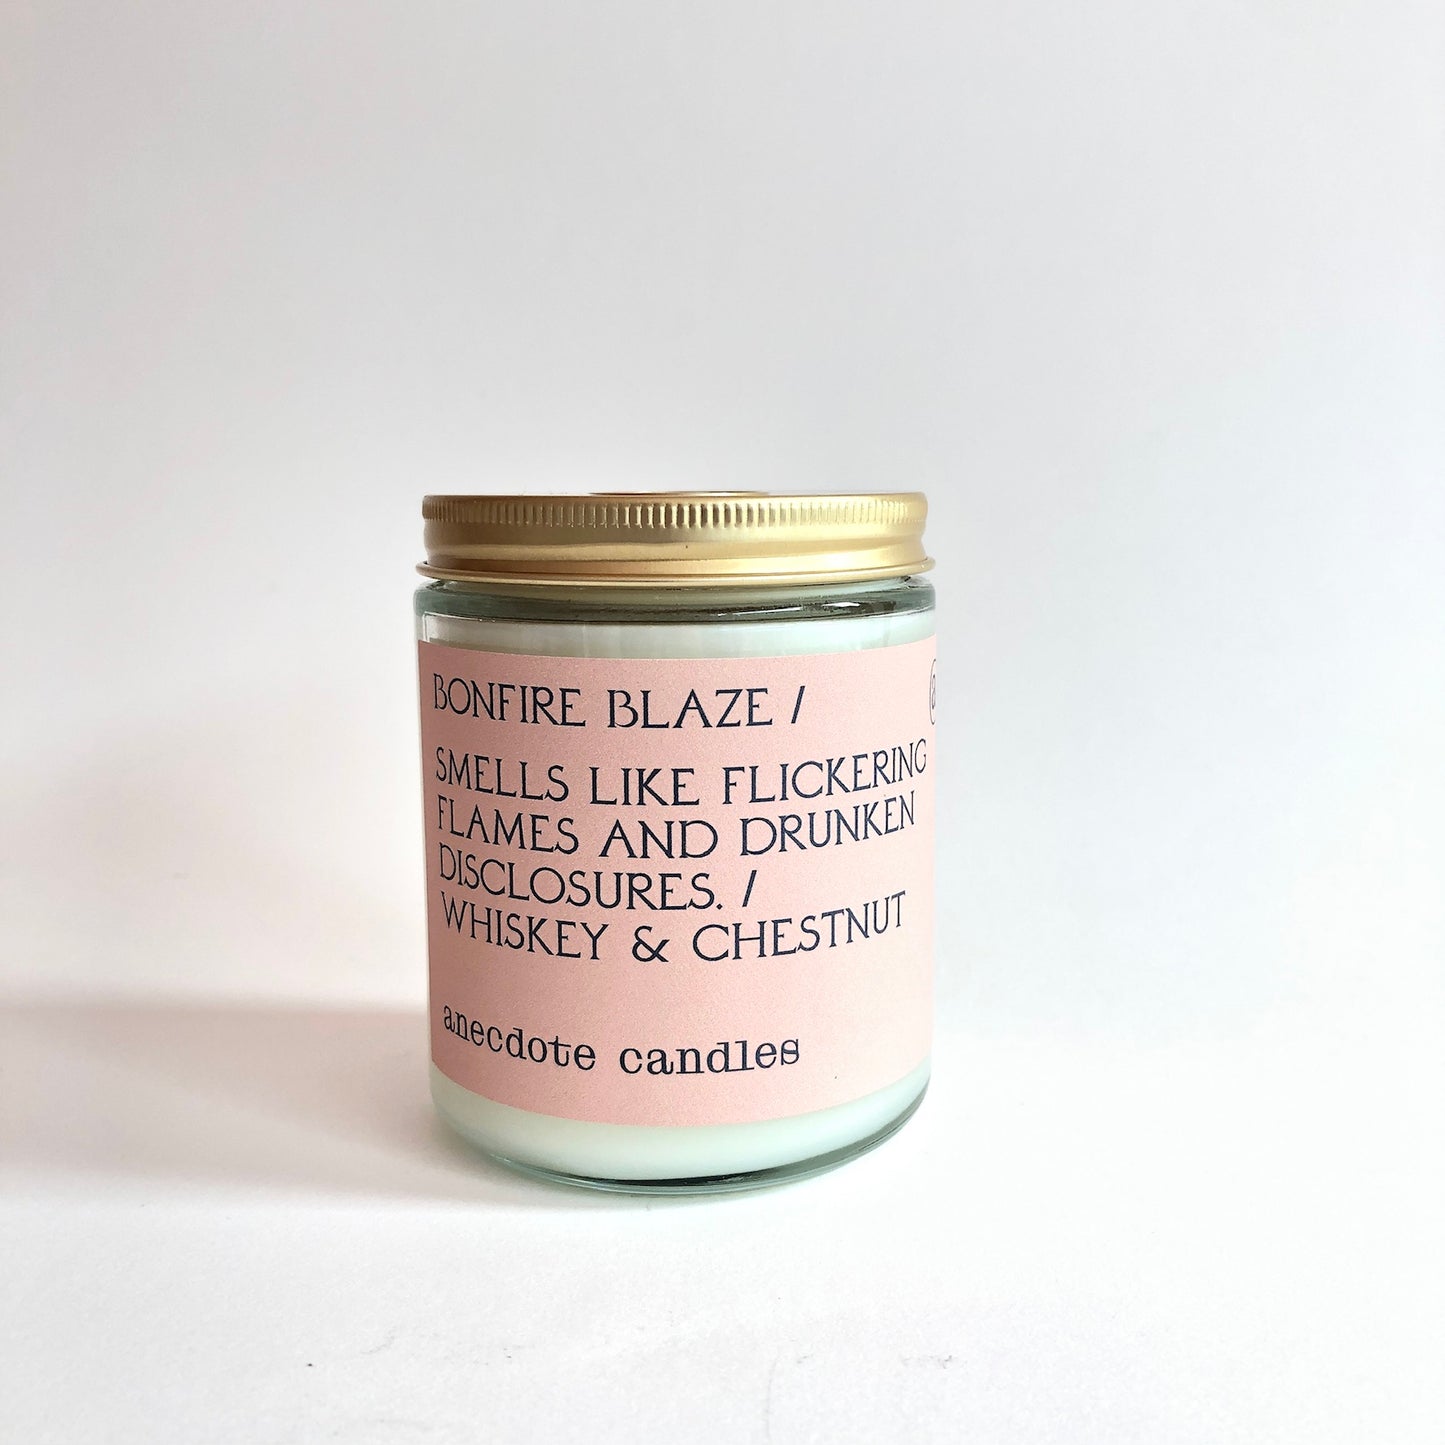 BONFIRE BLAZE /
SMELLS LIKE FLICKERING
FLAMES AND DRUNKEN
DISCLOSURES. /
WHISKEY & CHESTNUT
anecdote candles